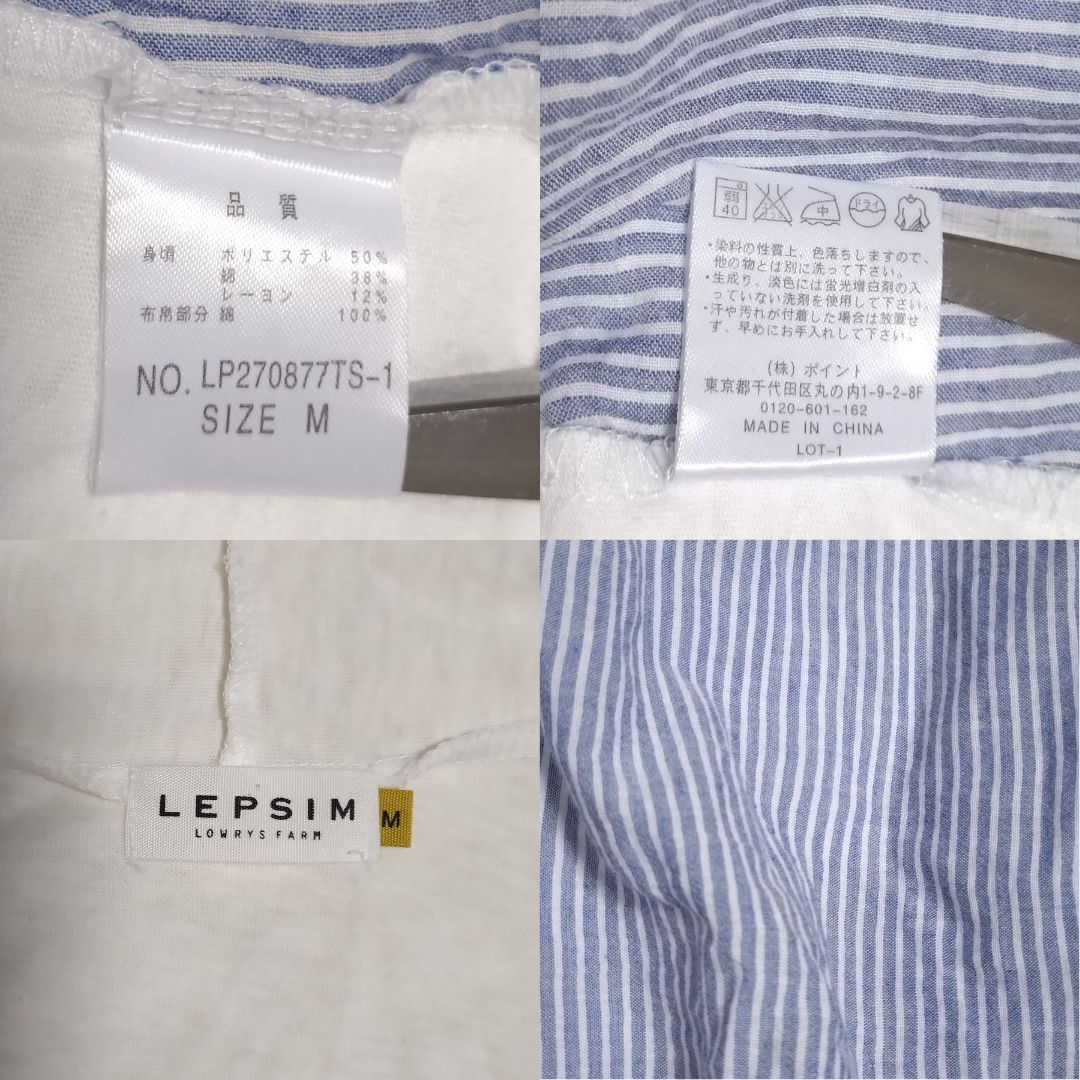 品 質
身頃 ポリエステル 50%
綿 38%
レーヨン 12%
布帛部分 綿 100%
NO. LP270877TS-1
SIZE M
弱
40
中
ドライ
・染料の性質上、色落ちしますので、
他の物とは別に洗って下さい。
・生成り、淡色には蛍光増白剤の入
っていない洗剤を使用して下さい。
・汗や汚れが付着した場合は放置せ
ず、早めにお手入れして下さい。
(株) ポイント
東京都千代田区丸の内1-9-2-8F
0120-601-162
MADE IN CHINA
LOT-1
LEPSIM
LOWRYS FARM
M